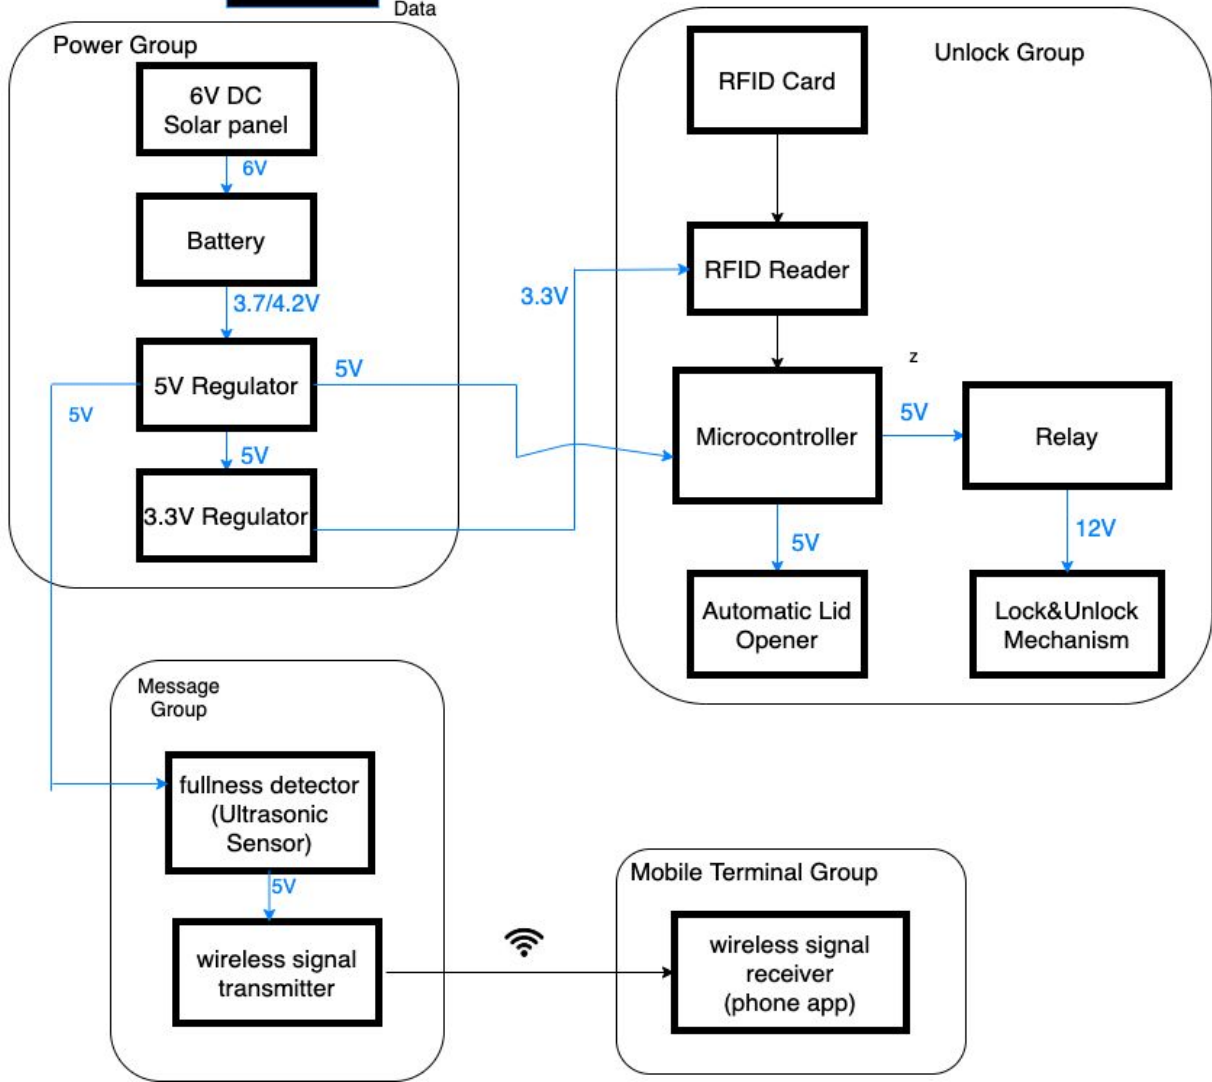 Data
Power Group
6V DC
Solar panel
6V
Battery
3.7/4.2V
5V Regulator
5V
5V
5V
3.3V Regulator
3.3V
Unlock Group
RFID Card
RFID Reader
z
Microcontroller
5V
Relay
5V
12V
Automatic Lid
Opener
Lock&Unlock
Mechanism
Message
Group
fullness detector
(Ultrasonic
Sensor)
5V
wireless signal
transmitter
Mobile Terminal Group
wireless signal
receiver
(phone app)